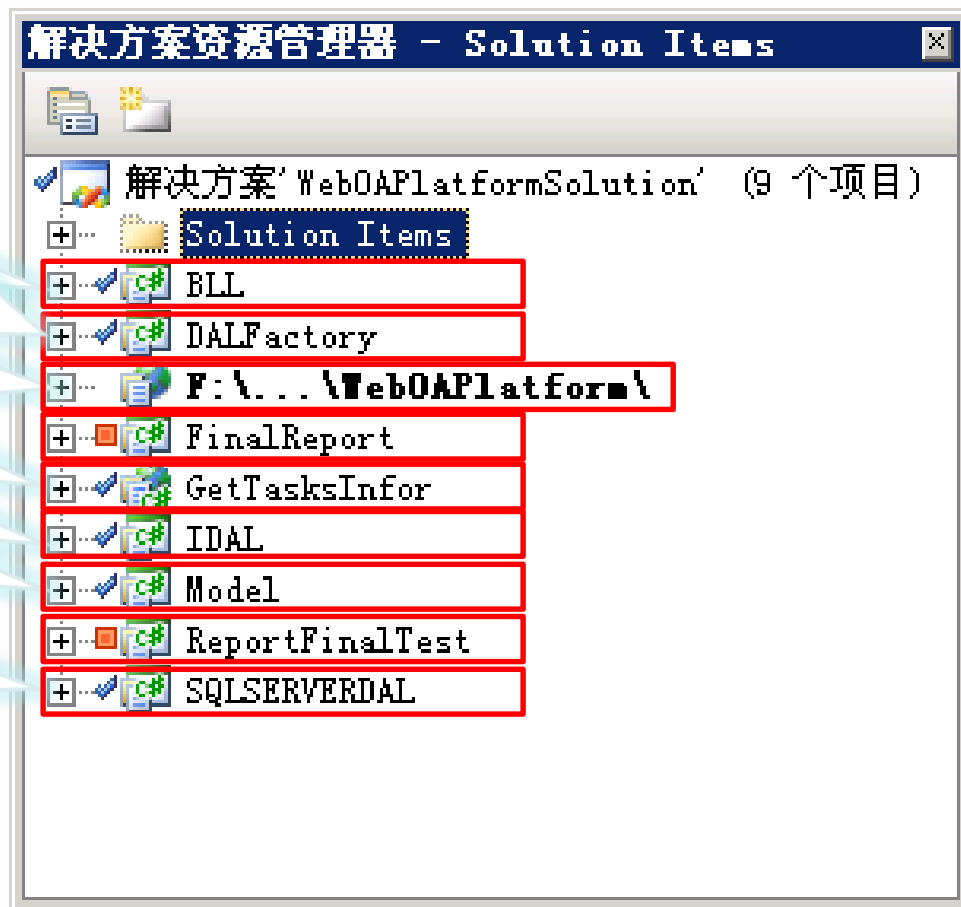 解决方案资源管理器 - Solution Items
解决方案'WebOAPlatformSolution' (9 个项目)
Solution Items
BLL
DALFactory
F:\...\WebOAPlatform\
FinalReport
GetTasksInfor
IDAL
Model
ReportFinalTest
SQLSERVERDAL